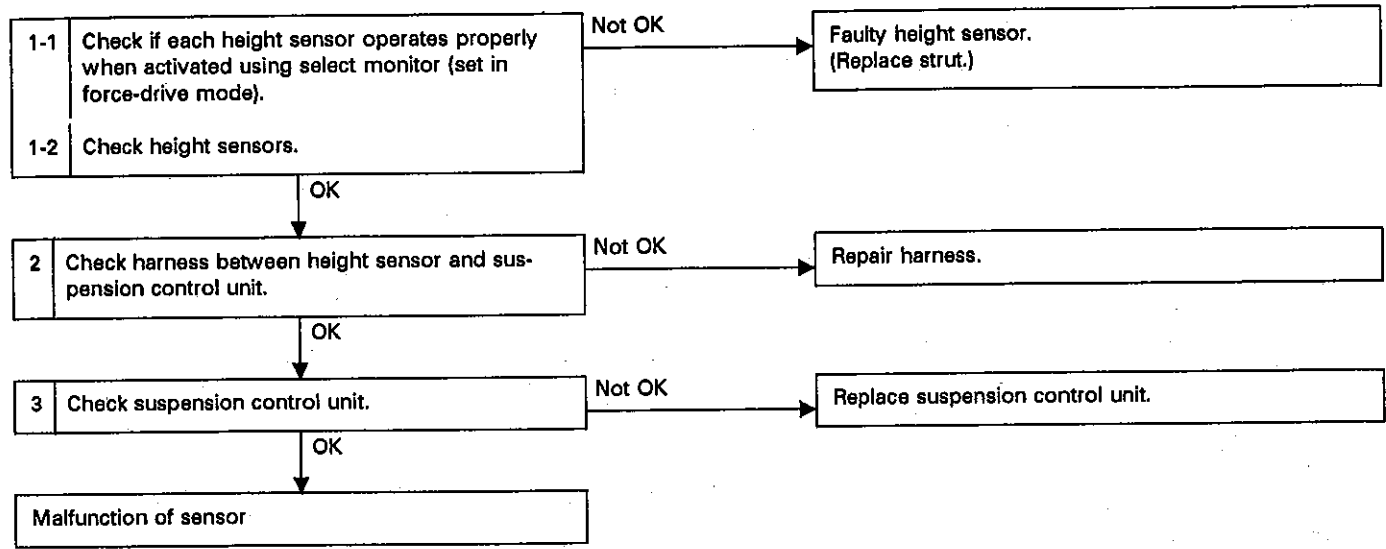 1-1 Check if each height sensor operates properly
when activated using select monitor (set in
force-drive mode).
Not OK
Faulty height sensor.
(Replace strut.)
1-2 Check height sensors.
OK
2 Check harness between height sensor and sus-
pension control unit.
Not OK
Repair harness.
OK
3 Check suspension control unit.
Not OK
Replace suspension control unit.
OK
Malfunction of sensor